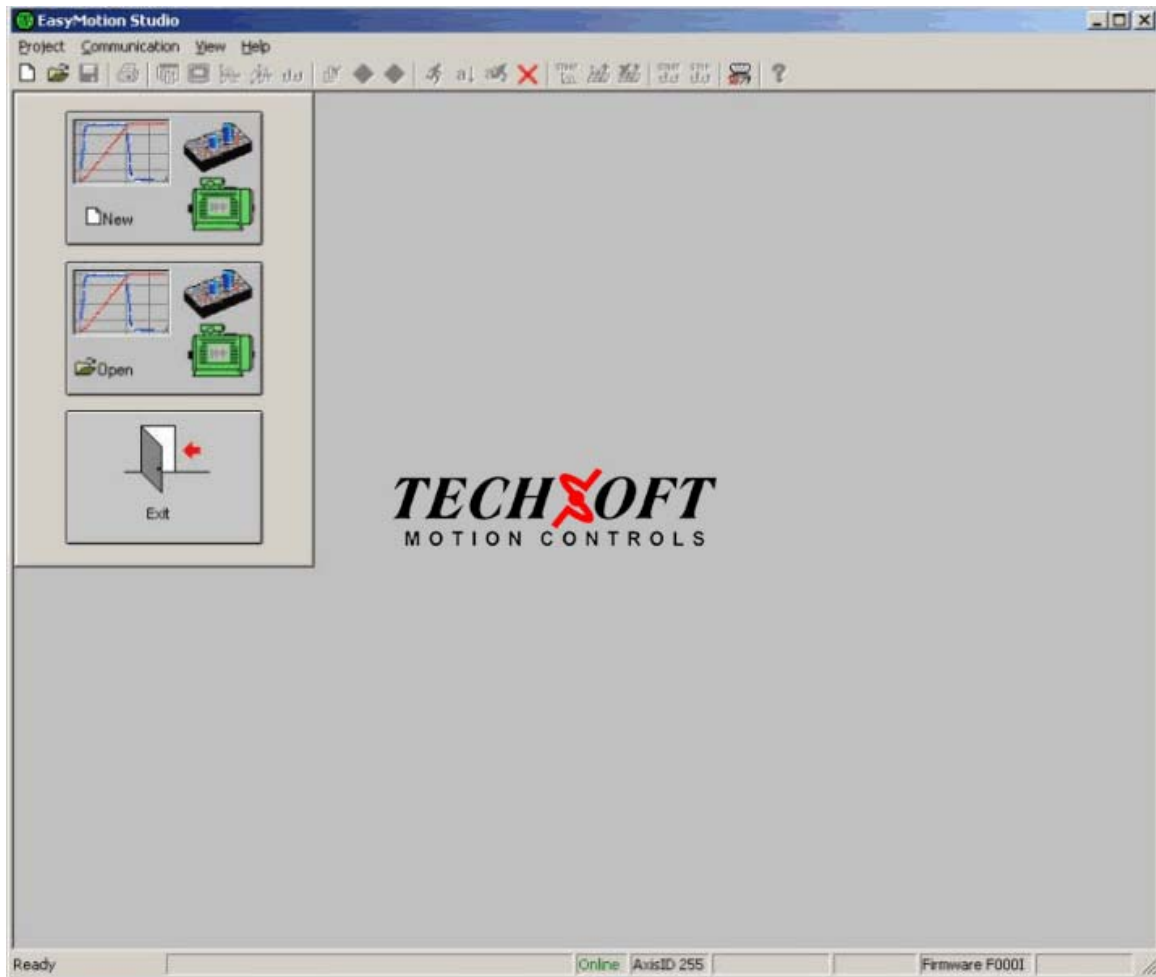 EasyMotion Studio
Project Communication View Help
New
Open
Exit
TECHSOFT
MOTION CONTROLS
Ready Online AxisID 255 Firmware F000I